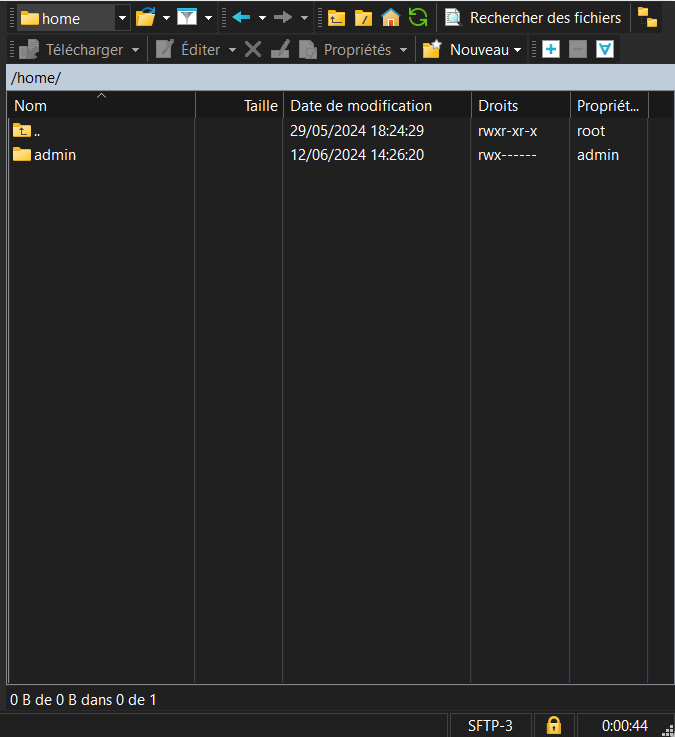 home Rechercher des fichiers
Télécharger Éditer Propriétés Nouveau
/home/
Nom Taille Date de modification Droits Propriét...
.. 29/05/2024 18:24:29 rwxr-xr-x root
admin 12/06/2024 14:26:20 rwx------ admin
0 B de 0 B dans 0 de 1
SFTP-3 0:00:44